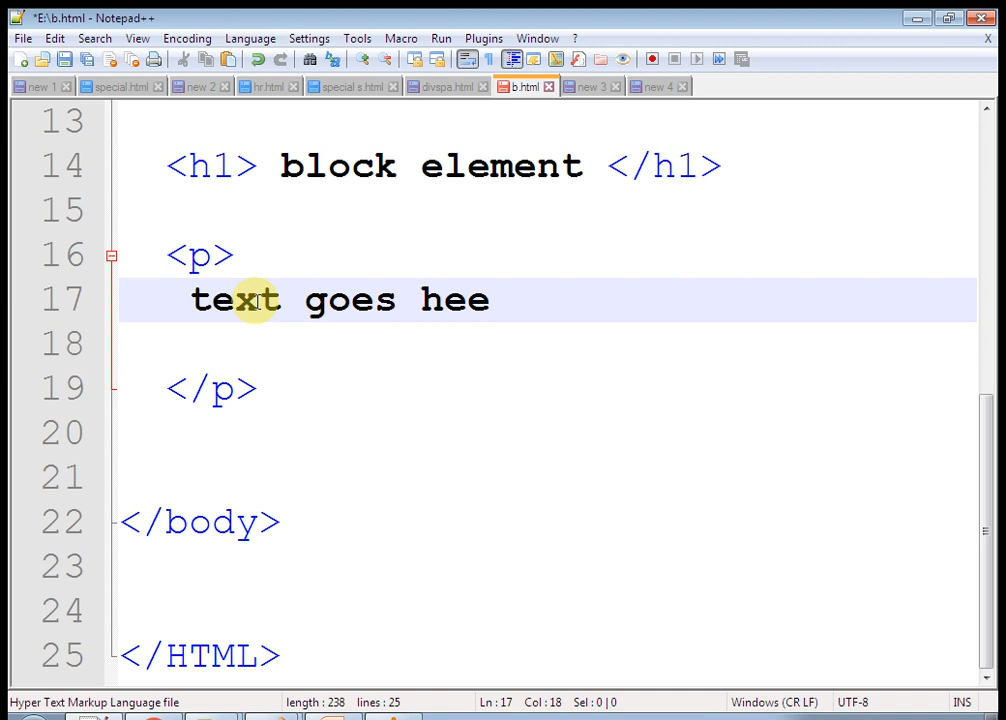 *E:\b.html - Notepad++
File Edit Search View Encoding Language Settings Tools Macro Run Plugins Window ? X
new 1 special.html new 2 hr.html special s.html divspa.html b.html new 3 new 4
13
14 <h1> block element </h1>
15
16 <p>
17 text goes hee
18
19 </p>
20
21
22 </body>
23
24
25 </HTML>
Hyper Text Markup Language file length : 238 lines : 25 Ln : 17 Col : 18 Sel : 0 | 0 Windows (CR LF) UTF-8 INS